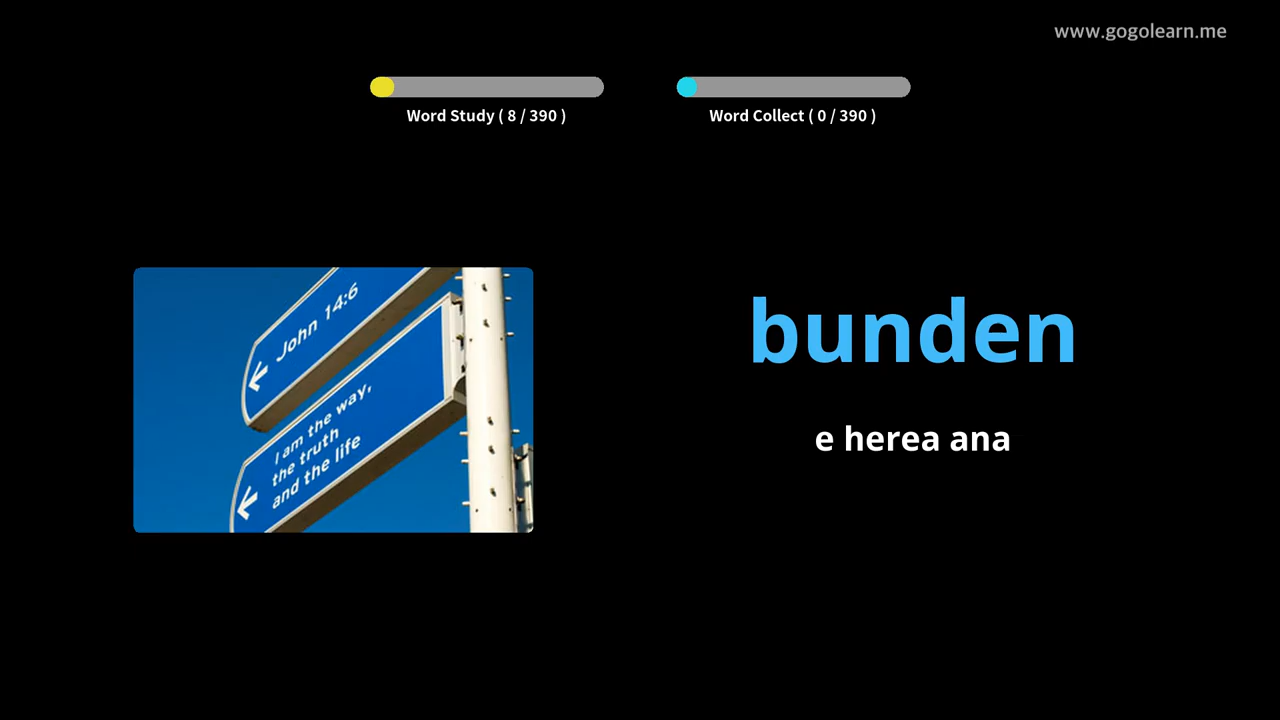 www.gogolearn.me
Word Study ( 8 / 390 )
Word Collect ( 0 / 390 )
John 14:6
I am the way,
the truth
and the life
bunden
e herea ana